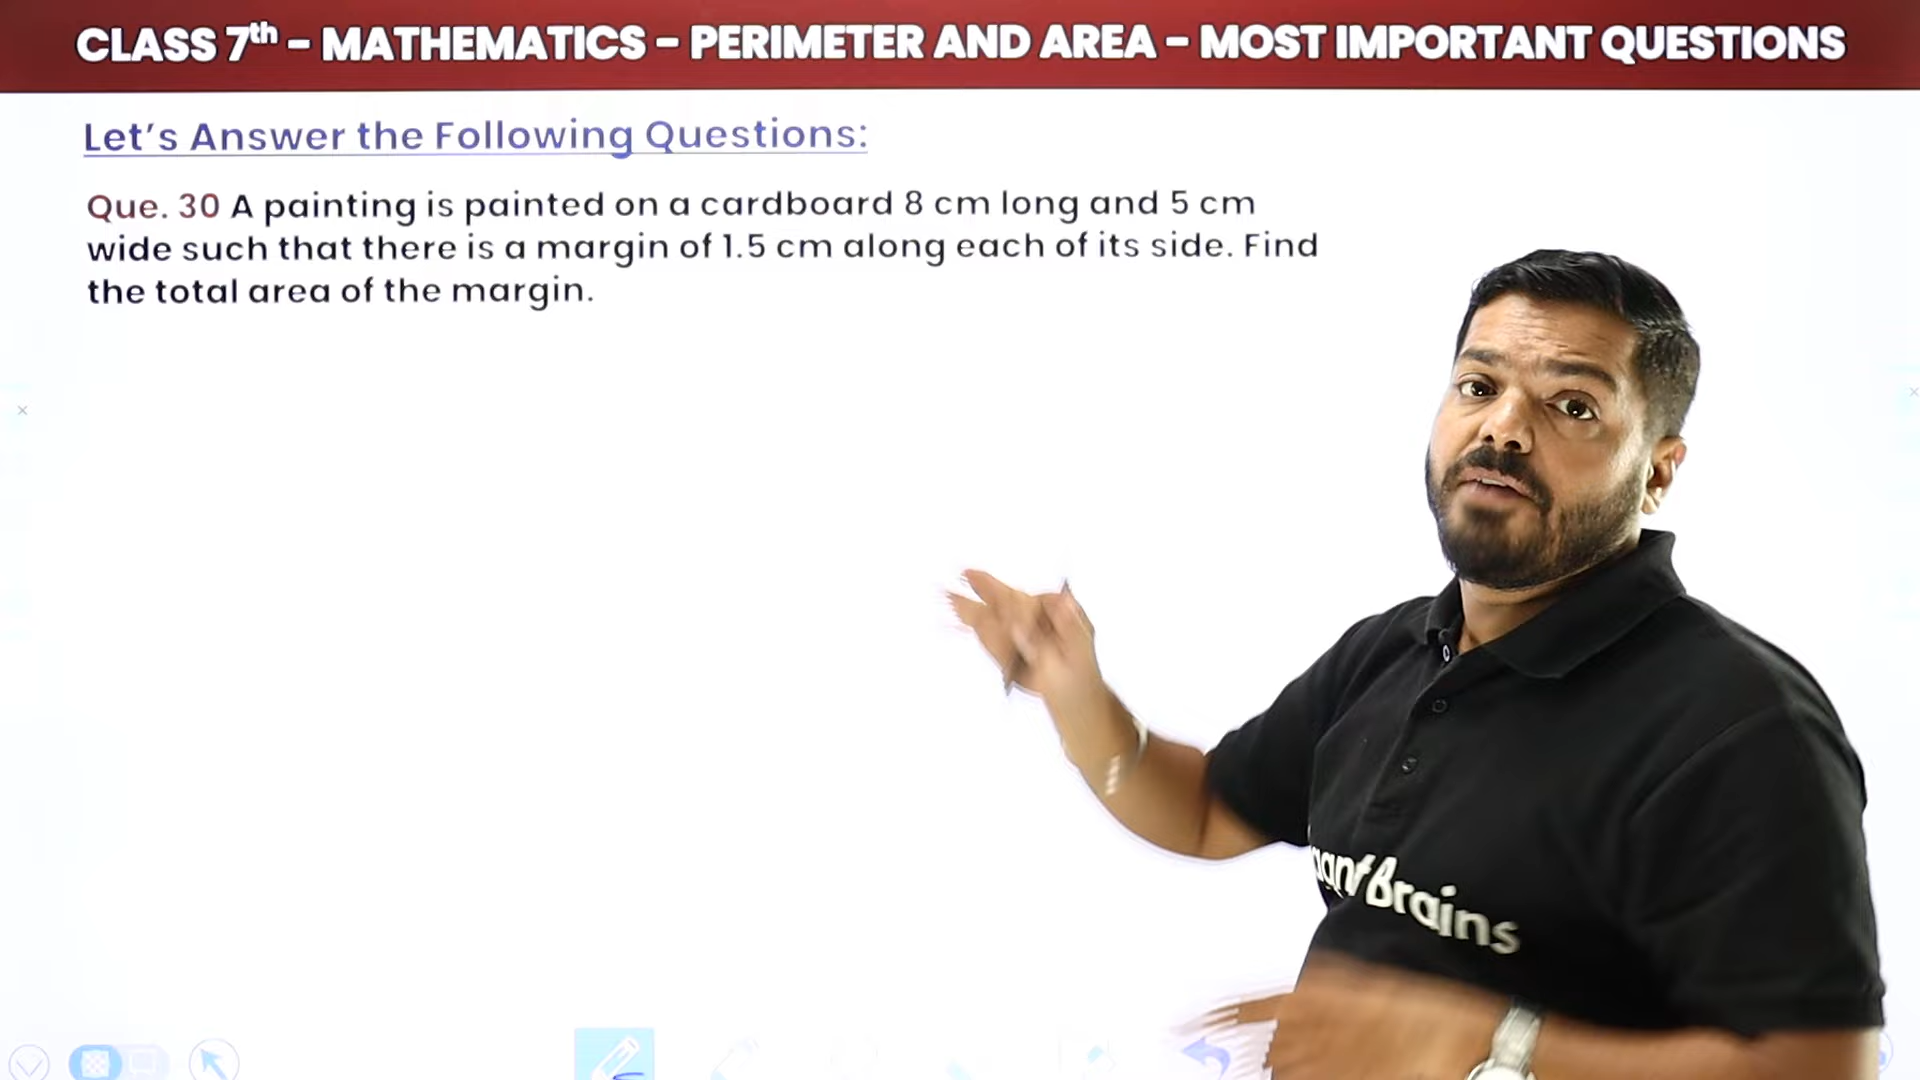 CLASS 7th – MATHEMATICS – PERIMETER AND AREA – MOST IMPORTANT QUESTIONS
Let’s Answer the Following Questions:
Que. 30 A painting is painted on a cardboard 8 cm long and 5 cm
wide such that there is a margin of 1.5 cm along each of its side. Find
the total area of the margin.
Brains